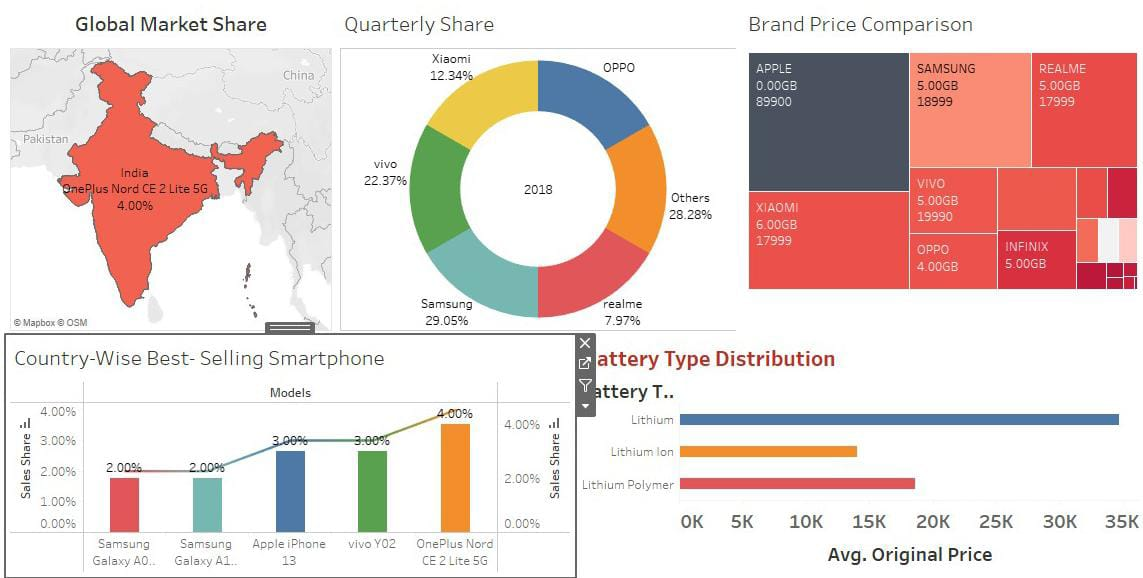 Global Market Share
China
Pakistan
India
OnePlus Nord CE 2 Lite 5G
4.00%
© Mapbox © OSM
Quarterly Share
Xiaomi
12.34%
OPPO
vivo
22.37%
2018
Others
28.28%
Samsung
29.05%
realme
7.97%
Brand Price Comparison
APPLE
0.00GB
89900
SAMSUNG
5.00GB
18999
REALME
5.00GB
17999
XIAOMI
6.00GB
17999
VIVO
5.00GB
19990
OPPO
4.00GB
INFINIX
5.00GB
Country-Wise Best- Selling Smartphone
Models
4.00%
3.00%
2.00%
1.00%
0.00%
Sales Share
2.00%
2.00%
3.00%
3.00%
4.00%
4.00%
2.00%
0.00%
Sales Share
Samsung
Galaxy A0..
Samsung
Galaxy A1..
Apple iPhone
13
vivo Y02
OnePlus Nord
CE 2 Lite 5G
attery Type Distribution
attery T..
Lithium
Lithium Ion
Lithium Polymer
0K 5K 10K 15K 20K 25K 30K 35K
Avg. Original Price